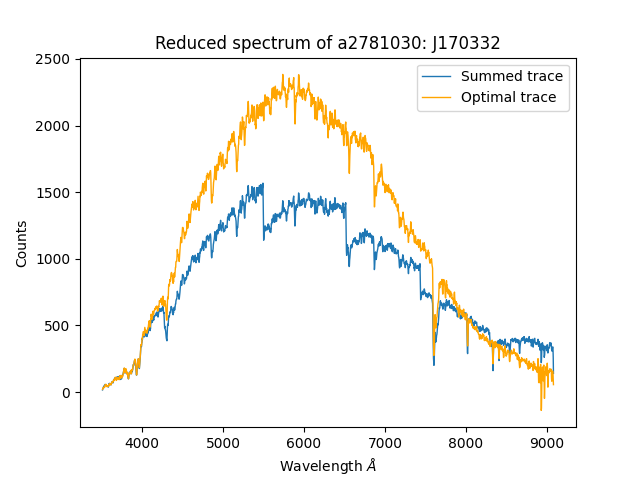 Reduced spectrum of a2781030: J170332
Summed trace
Optimal trace
2500
2000
1500
1000
500
0
Counts
4000 5000 6000 7000 8000 9000
Wavelength Å